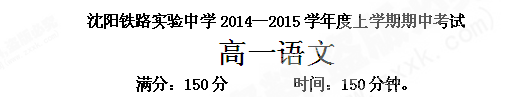 沈阳铁路实验中学 2014—2015 学年度上学期期中考试
高一语文
满分：150 分 时间：150 分钟。